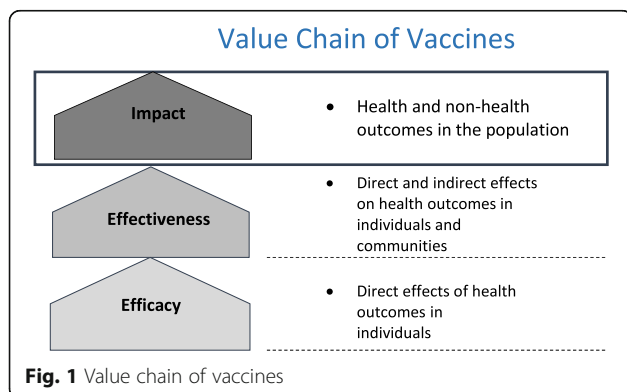 Value Chain of Vaccines
Impact
• Health and non-health
outcomes in the population
Effectiveness
• Direct and indirect effects
on health outcomes in
individuals and
communities
Efficacy
• Direct effects of health
outcomes in
individuals
Fig. 1 Value chain of vaccines